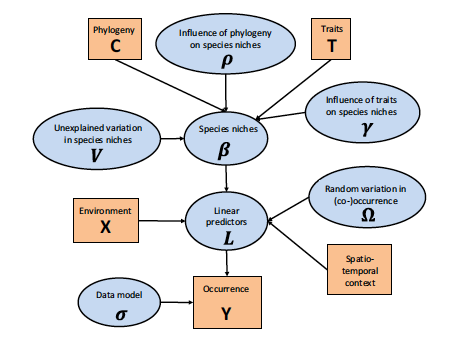 Phylogeny
C
Influence of phylogeny
on species niches
ρ
Traits
T
Unexplained variation
in species niches
V
Species niches
β
Influence of traits
on species niches
γ
Environment
X
Linear
predictors
L
Random variation in
(co-)occurrence
Ω
Spatio-
temporal
context
Data model
σ
Occurrence
Y